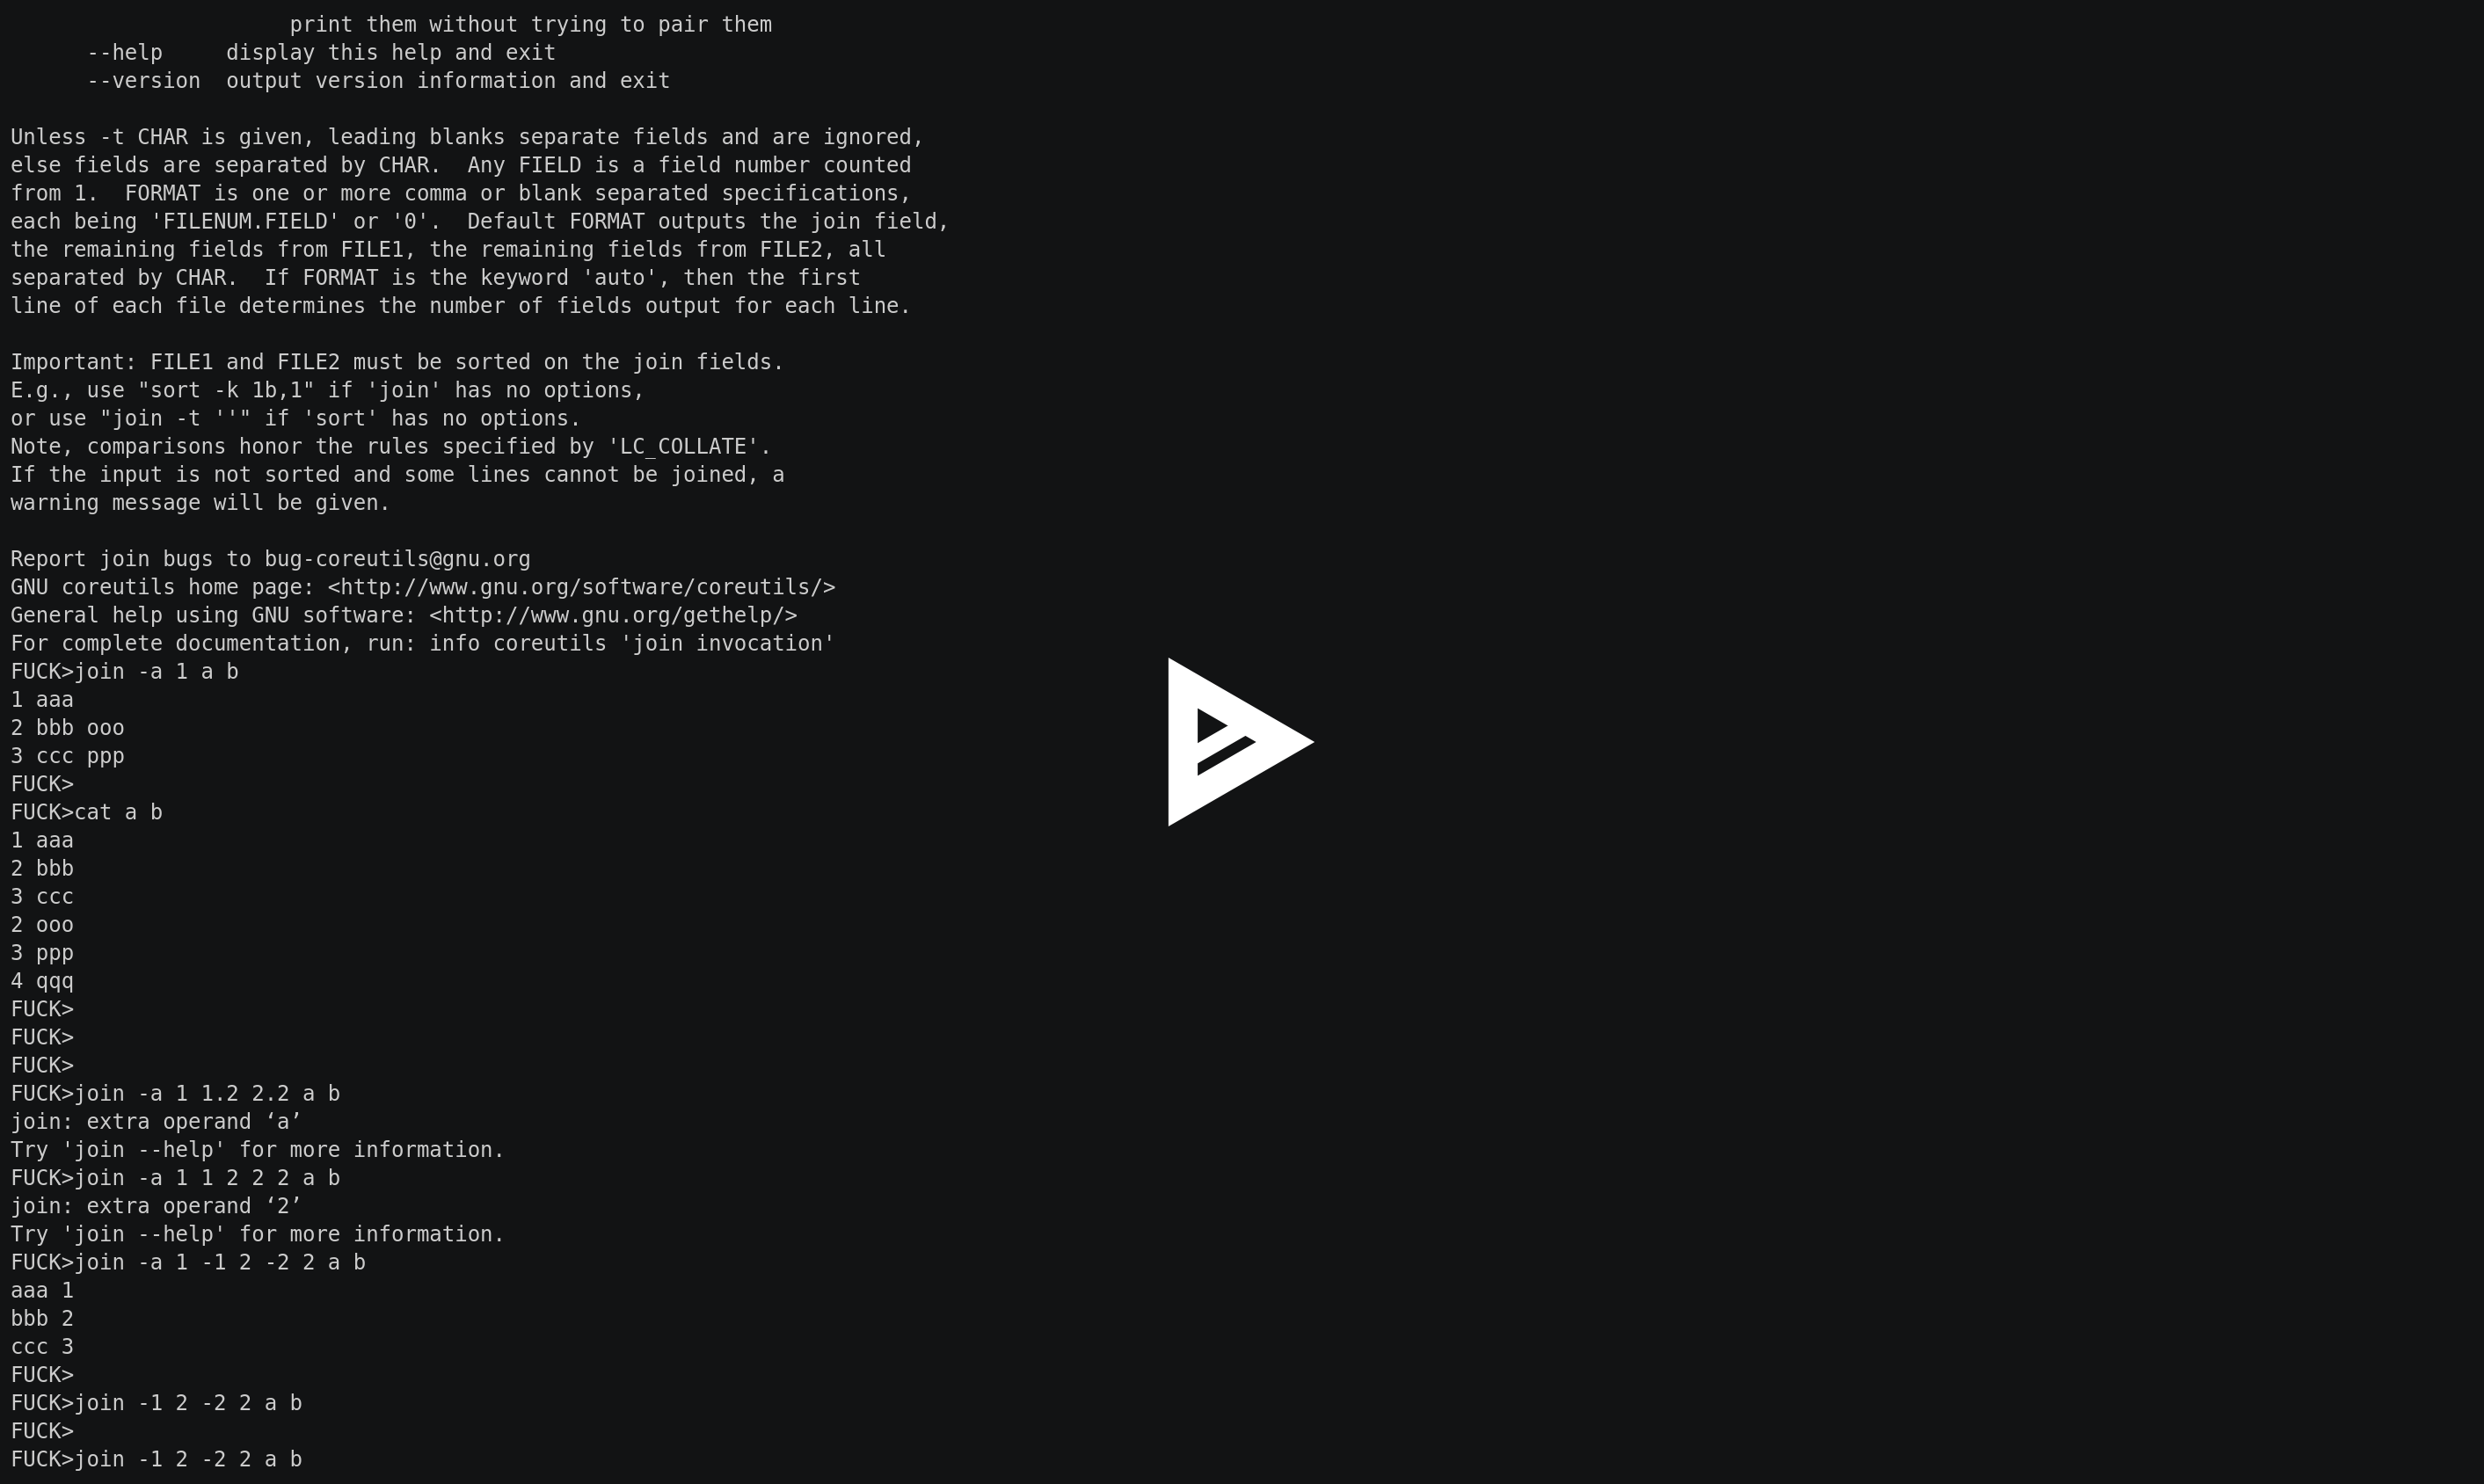 print them without trying to pair them
--help     display this help and exit
--version  output version information and exit
Unless -t CHAR is given, leading blanks separate fields and are ignored,
else fields are separated by CHAR.  Any FIELD is a field number counted
from 1.  FORMAT is one or more comma or blank separated specifications,
each being 'FILENUM.FIELD' or '0'.  Default FORMAT outputs the join field,
the remaining fields from FILE1, the remaining fields from FILE2, all
separated by CHAR.  If FORMAT is the keyword 'auto', then the first
line of each file determines the number of fields output for each line.
Important: FILE1 and FILE2 must be sorted on the join fields.
E.g., use "sort -k 1b,1" if 'join' has no options,
or use "join -t ''" if 'sort' has no options.
Note, comparisons honor the rules specified by 'LC_COLLATE'.
If the input is not sorted and some lines cannot be joined, a
warning message will be given.
Report join bugs to bug-coreutils@gnu.org
GNU coreutils home page: <http://www.gnu.org/software/coreutils/>
General help using GNU software: <http://www.gnu.org/gethelp/>
For complete documentation, run: info coreutils 'join invocation'
FUCK>join -a 1 a b
1 aaa
2 bbb ooo
3 ccc ppp
FUCK>
FUCK>cat a b
1 aaa
2 bbb
3 ccc
2 ooo
3 ppp
4 qqq
FUCK>
FUCK>
FUCK>
FUCK>join -a 1 1.2 2.2 a b
join: extra operand ‘a’
Try 'join --help' for more information.
FUCK>join -a 1 1 2 2 2 a b
join: extra operand ‘2’
Try 'join --help' for more information.
FUCK>join -a 1 -1 2 -2 2 a b
aaa 1
bbb 2
ccc 3
FUCK>
FUCK>join -1 2 -2 2 a b
FUCK>
FUCK>join -1 2 -2 2 a b